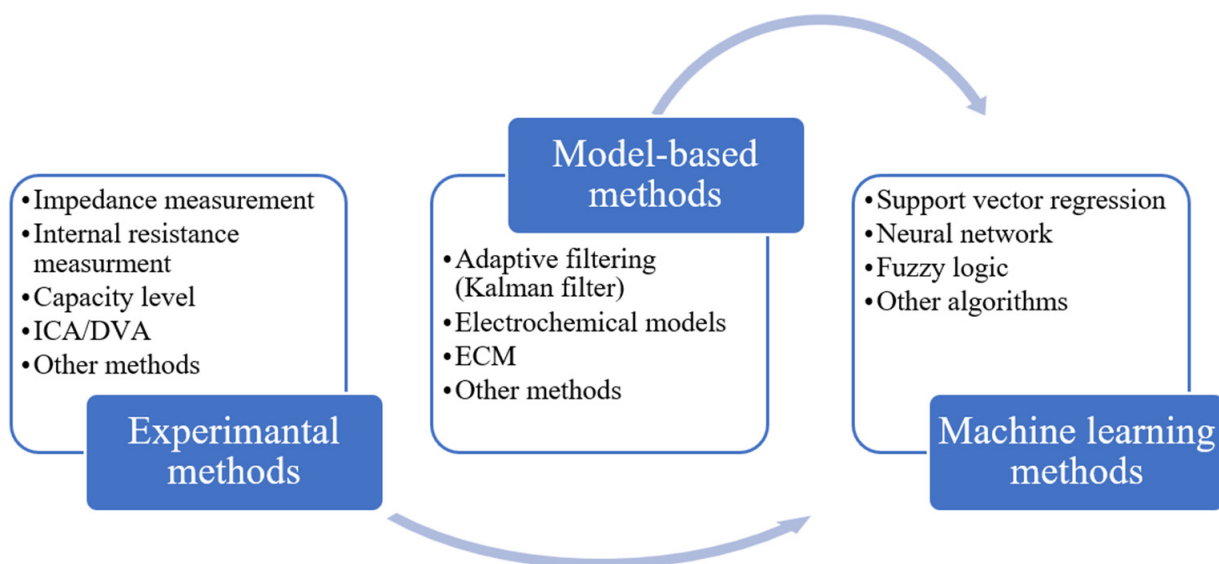 •Impedance measurement
•Internal resistance
measurment
•Capacity level
•ICA/DVA
•Other methods
Experimantal
methods
Model-based
methods
•Adaptive filtering
(Kalman filter)
•Electrochemical models
•ECM
•Other methods
•Support vector regression
•Neural network
•Fuzzy logic
•Other algorithms
Machine learning
methods